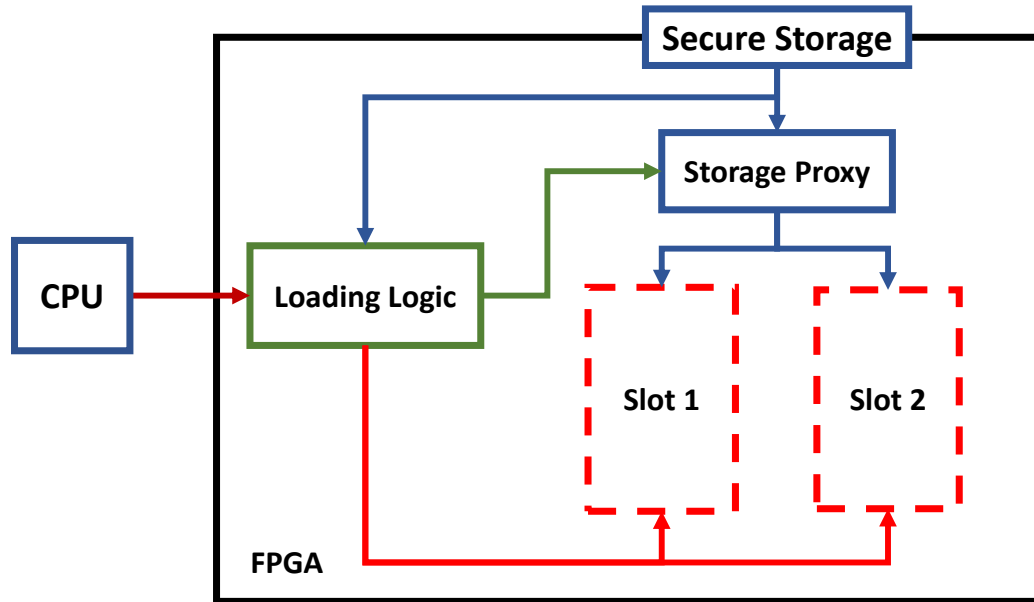 Secure Storage
Storage Proxy
CPU
Loading Logic
Slot 1
Slot 2
FPGA